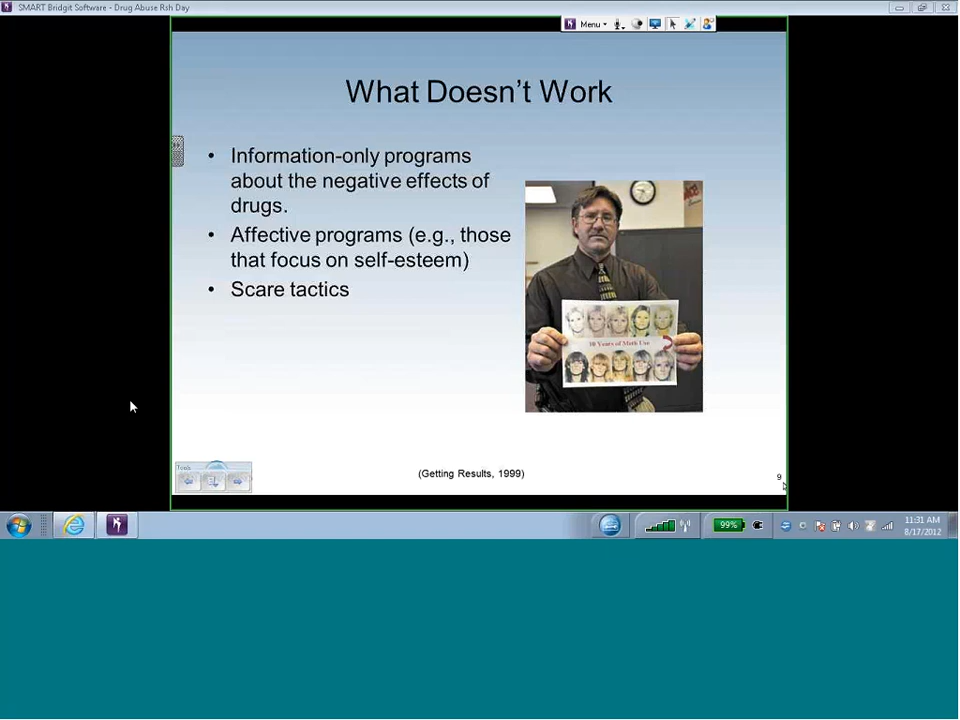 SMART Bridgit Software - Drug Abuse Rsh Day
Menu
What Doesn't Work
• Information-only programs
about the negative effects of
drugs.
• Affective programs (e.g., those
that focus on self-esteem)
• Scare tactics
10 Years of Meth Use
Tools
(Getting Results, 1999)
9
99%
11:31 AM
8/17/2012